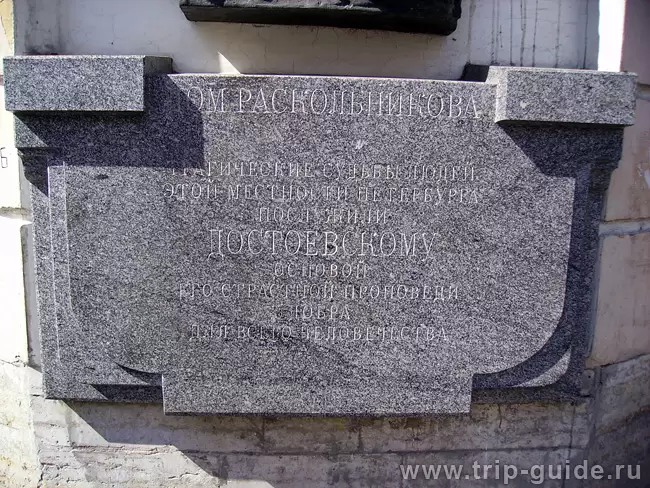 ДОМ РАСКОЛЬНИКОВА
ТРАГИЧЕСКИЕ СУДЬБЫ ЛЮДЕЙ
ЭТОЙ МЕСТНОСТИ ПЕТЕРБУРГА
ПОСЛУЖИЛИ
ДОСТОЕВСКОМУ
ОСНОВОЙ
ЕГО СТРАСТНОЙ ПРОПОВЕДИ
ДОБРА
ДЛЯ ВСЕГО ЧЕЛОВЕЧЕСТВА
www.trip-guide.ru